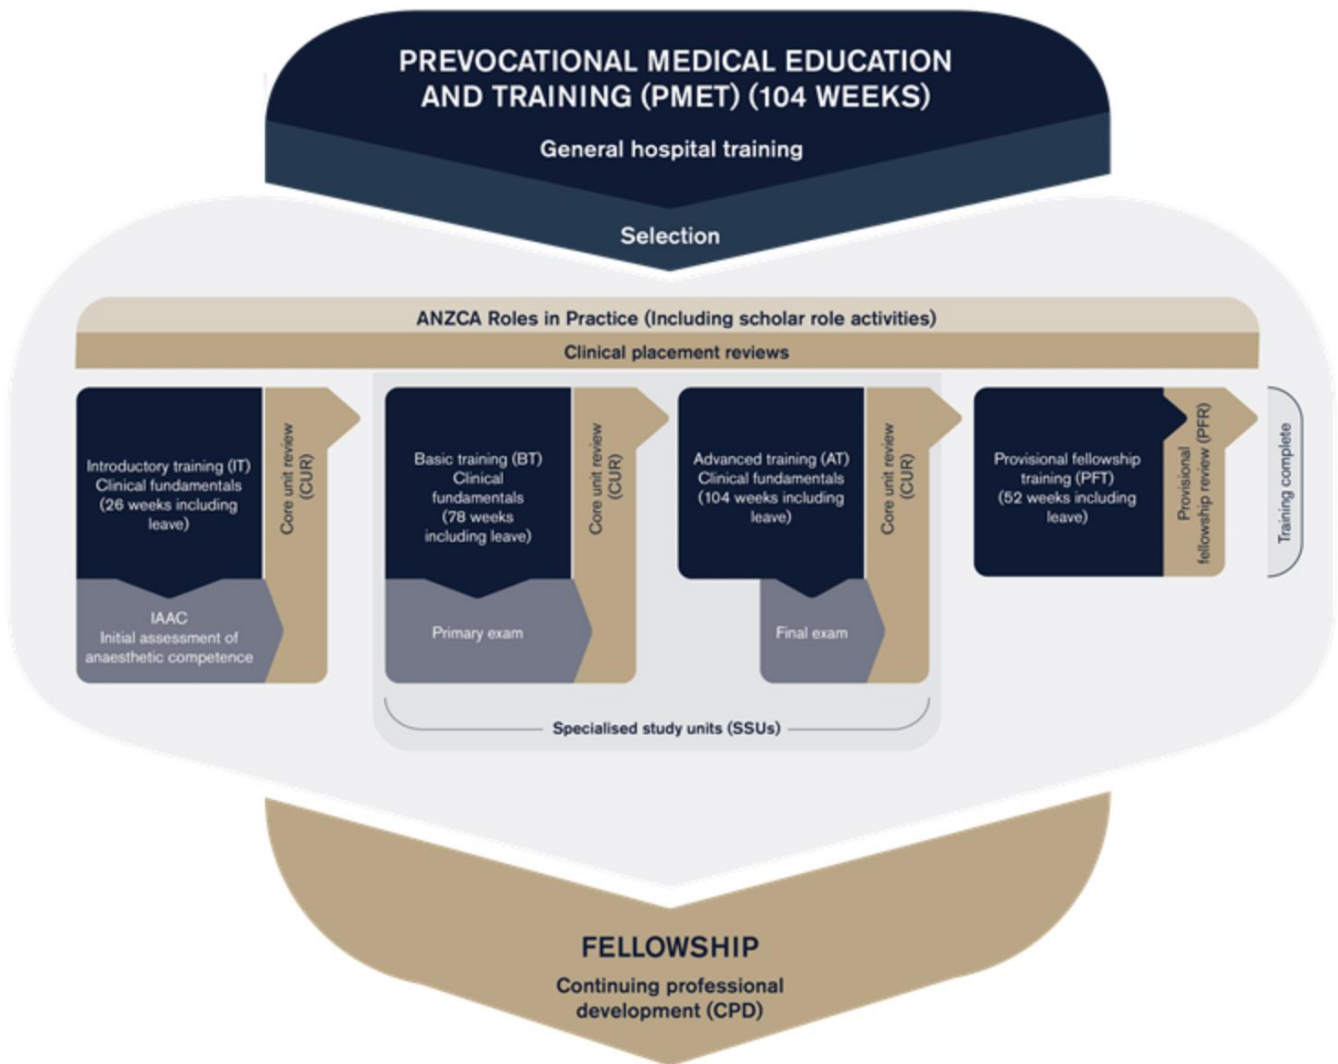 PREVOCATIONAL MEDICAL EDUCATION
AND TRAINING (PMET) (104 WEEKS)
General hospital training
Selection
ANZCA Roles in Practice (Including scholar role activities)
Clinical placement reviews
Introductory training (IT)
Clinical fundamentals
(26 weeks including
leave)
IAAC
Initial assessment of
anaesthetic competence
Core unit review
(CUR)
Basic training (BT)
Clinical
fundamentals
(78 weeks
including leave)
Primary exam
Core unit review
(CUR)
Advanced training (AT)
Clinical fundamentals
(104 weeks including
leave)
Final exam
Core unit review
(CUR)
Provisional fellowship
training (PFT)
(52 weeks including
leave)
Provisional
fellowship review (PFR)
Training complete
Specialised study units (SSUs)
FELLOWSHIP
Continuing professional
development (CPD)